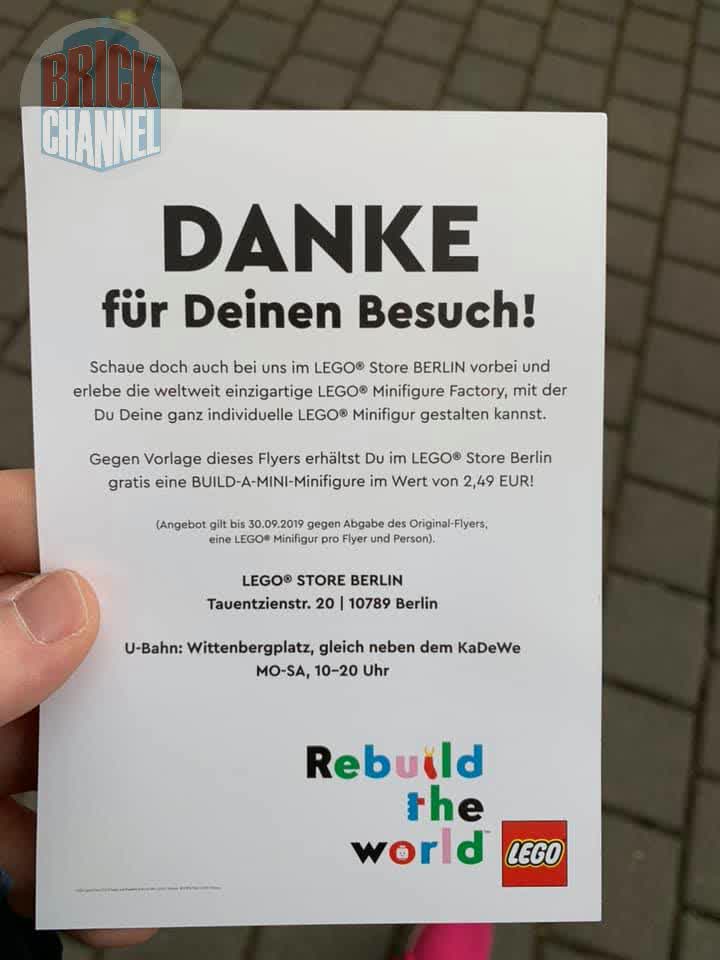 BRICK
CHANNEL
DANKE
für Deinen Besuch!
Schaue doch auch bei uns im LEGO® Store BERLIN vorbei und
erlebe die weltweit einzigartige LEGO® Minifigure Factory, mit der
Du Deine ganz individuelle LEGO® Minifigur gestalten kannst.
Gegen Vorlage dieses Flyers erhältst Du im LEGO® Store Berlin
gratis eine BUILD-A-MINI-Minifigure im Wert von 2,49 EUR!
(Angebot gilt bis 30.09.2019 gegen Abgabe des Original-Flyers,
eine LEGO® Minifigur pro Flyer und Person).
LEGO® STORE BERLIN
Tauentzienstr. 20 | 10789 Berlin
U-Bahn: Wittenbergplatz, gleich neben dem KaDeWe
MO-SA, 10–20 Uhr
Rebuild
the
world™
LEGO